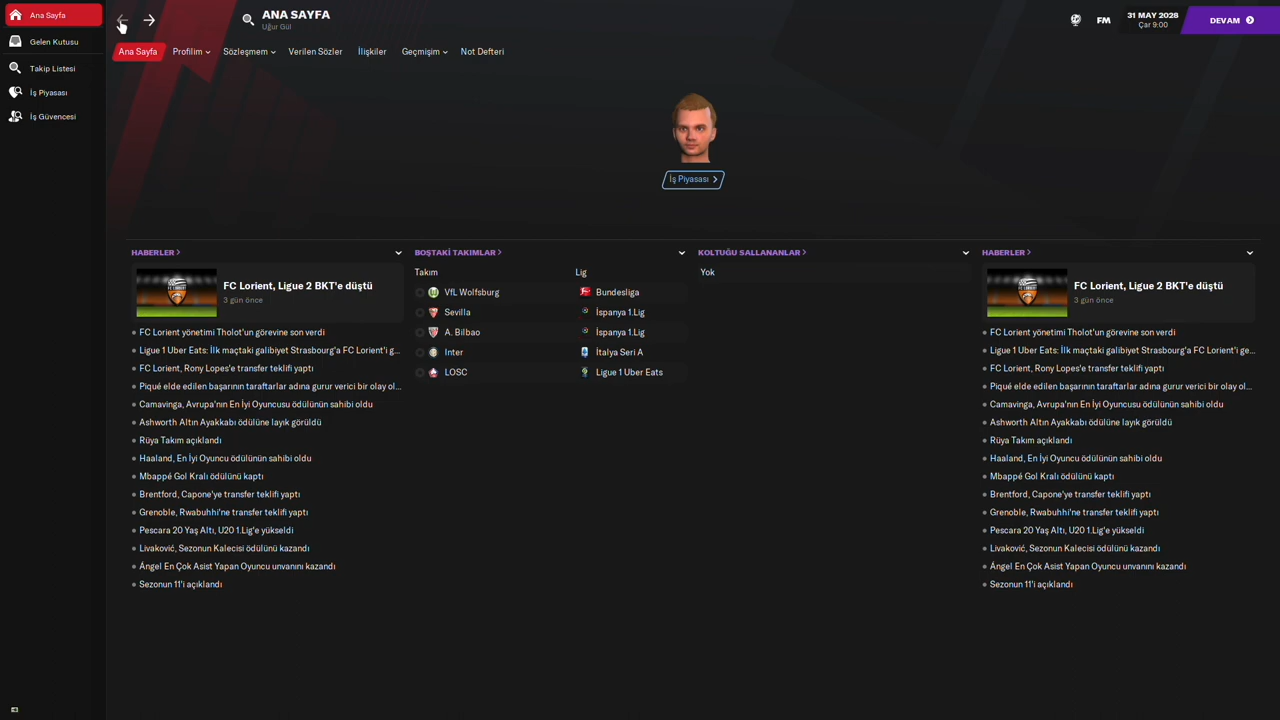 Ana Sayfa
Gelen Kutusu
Takip Listesi
İş Piyasası
İş Güvencesi
ANA SAYFA
Uğur Gül
FM
31 MAY 2028
Çar 9:00
DEVAM
Ana Sayfa
Profilim
Sözleşmem
Verilen Sözler
İlişkiler
Geçmişim
Not Defteri
İş Piyasası
HABERLER
FC Lorient, Ligue 2 BKT'e düştü
3 gün önce
FC Lorient yönetimi Tholot'un görevine son verdi
Ligue 1 Uber Eats: İlk maçtaki galibiyet Strasbourg'a FC Lorient'i g...
FC Lorient, Rony Lopes'e transfer teklifi yaptı
Piqué elde edilen başarının taraftarlar adına gurur verici bir olay ol...
Camavinga, Avrupa'nın En İyi Oyuncusu ödülünün sahibi oldu
Ashworth Altın Ayakkabı ödülüne layık görüldü
Rüya Takım açıklandı
Haaland, En İyi Oyuncu ödülünün sahibi oldu
Mbappé Gol Kralı ödülünü kaptı
Brentford, Capone'ye transfer teklifi yaptı
Grenoble, Rwabuhhi'ne transfer teklifi yaptı
Pescara 20 Yaş Altı, U20 1.Lig'e yükseldi
Livaković, Sezonun Kalecisi ödülünü kazandı
Ángel En Çok Asist Yapan Oyuncu unvanını kazandı
Sezonun 11'i açıklandı
BOŞTAKİ TAKIMLAR
Takım Lig
VfL Wolfsburg Bundesliga
Sevilla İspanya 1.Lig
A. Bilbao İspanya 1.Lig
Inter İtalya Seri A
LOSC Ligue 1 Uber Eats
KOLTUĞU SALLANANLAR
Yok
HABERLER
FC Lorient, Ligue 2 BKT'e düştü
3 gün önce
FC Lorient yönetimi Tholot'un görevine son verdi
Ligue 1 Uber Eats: İlk maçtaki galibiyet Strasbourg'a FC Lorient'i ge...
FC Lorient, Rony Lopes'e transfer teklifi yaptı
Piqué elde edilen başarının taraftarlar adına gurur verici bir olay ol...
Camavinga, Avrupa'nın En İyi Oyuncusu ödülünün sahibi oldu
Ashworth Altın Ayakkabı ödülüne layık görüldü
Rüya Takım açıklandı
Haaland, En İyi Oyuncu ödülünün sahibi oldu
Mbappé Gol Kralı ödülünü kaptı
Brentford, Capone'ye transfer teklifi yaptı
Grenoble, Rwabuhhi'ne transfer teklifi yaptı
Pescara 20 Yaş Altı, U20 1.Lig'e yükseldi
Livaković, Sezonun Kalecisi ödülünü kazandı
Ángel En Çok Asist Yapan Oyuncu unvanını kazandı
Sezonun 11'i açıklandı